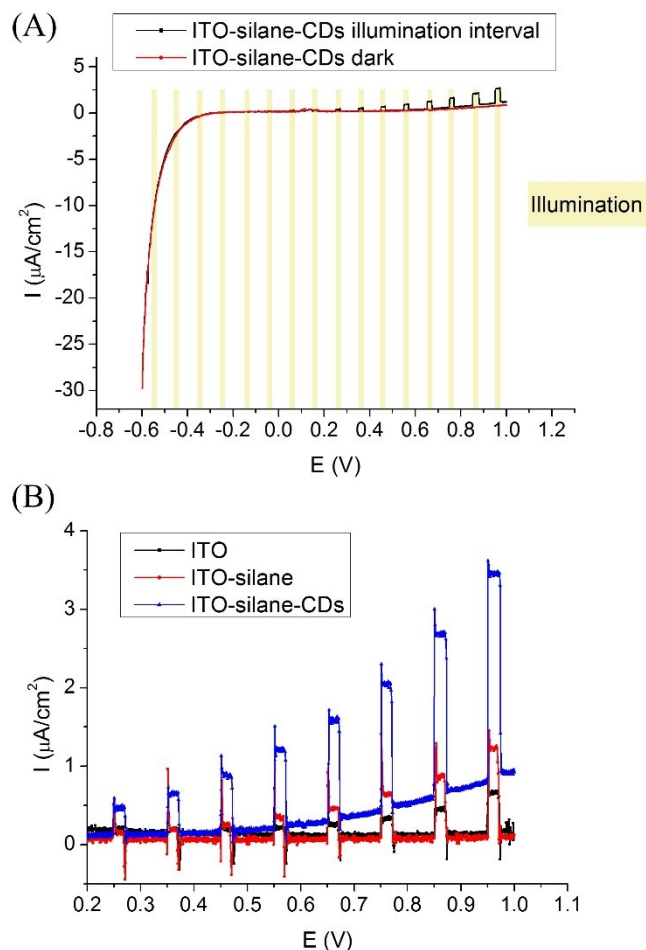 (A)
ITO-silane-CDs illumination interval
ITO-silane-CDs dark
5
0
-5
-10
-15
-20
-25
-30
I (μA/cm²)
Illumination
-0.8 -0.6 -0.4 -0.2 0.0 0.2 0.4 0.6 0.8 1.0 1.2
E (V)
(B)
ITO
ITO-silane
ITO-silane-CDs
4
3
2
1
0
I (μA/cm²)
0.2 0.3 0.4 0.5 0.6 0.7 0.8 0.9 1.0 1.1
E (V)